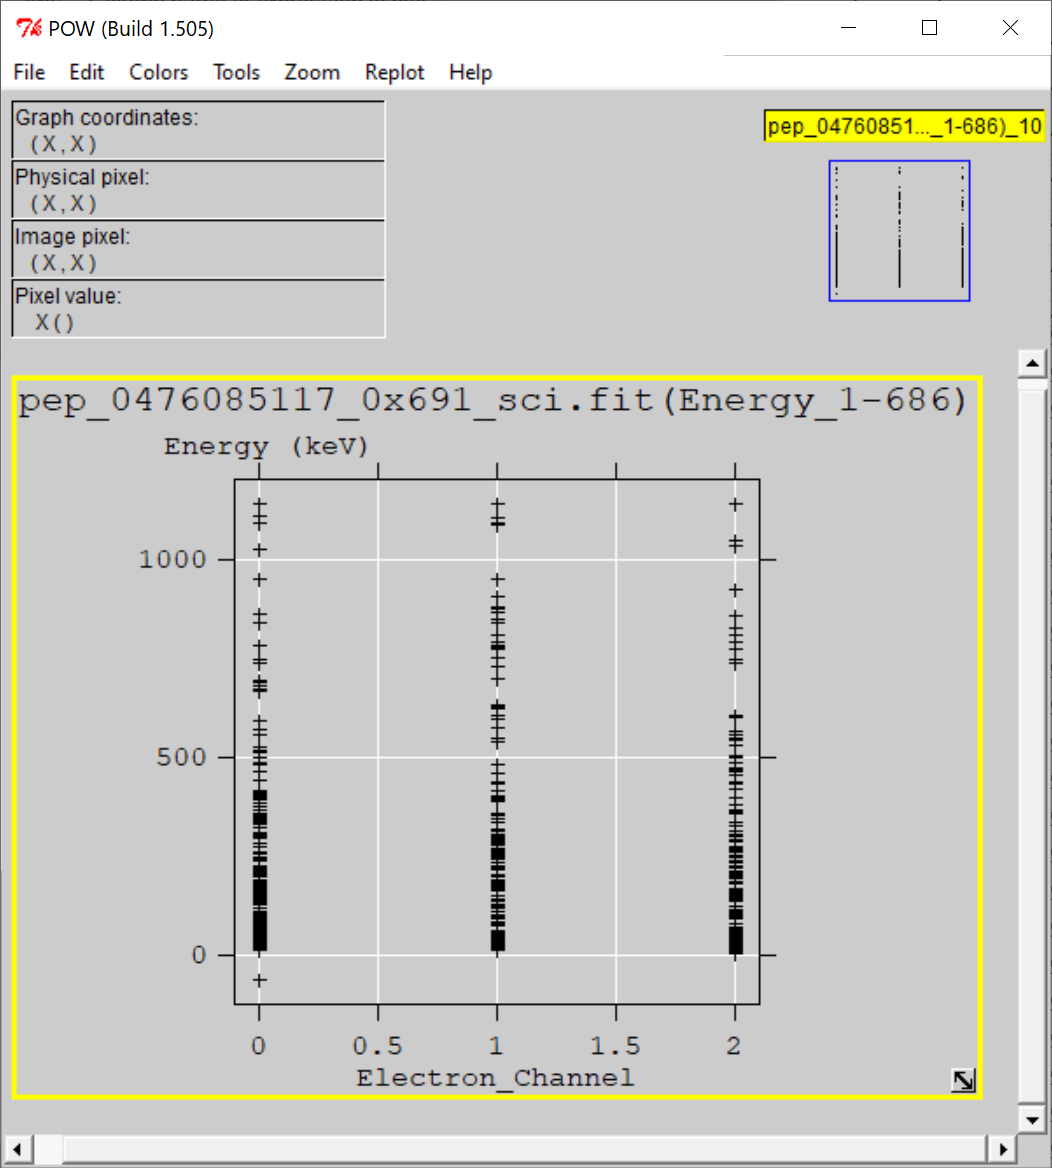 POW (Build 1.505)
File Edit Colors Tools Zoom Replot Help
Graph coordinates:
(X,X)
Physical pixel:
(X,X)
Image pixel:
(X,X)
Pixel value:
X()
pep_04760851..._1-686)_10
pep_0476085117_0x691_sci.fit(Energy_1-686)
Energy (keV)
1000
500
0
0 0.5 1 1.5 2
Electron_Channel